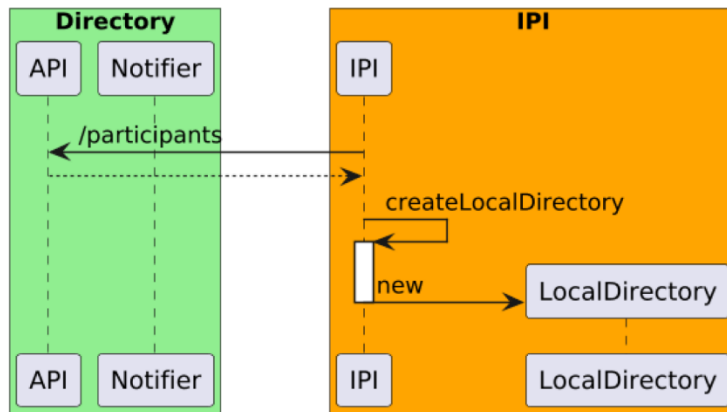 Directory
IPI
API
Notifier
IPI
/participants
createLocalDirectory
new
LocalDirectory
API
Notifier
IPI
LocalDirectory